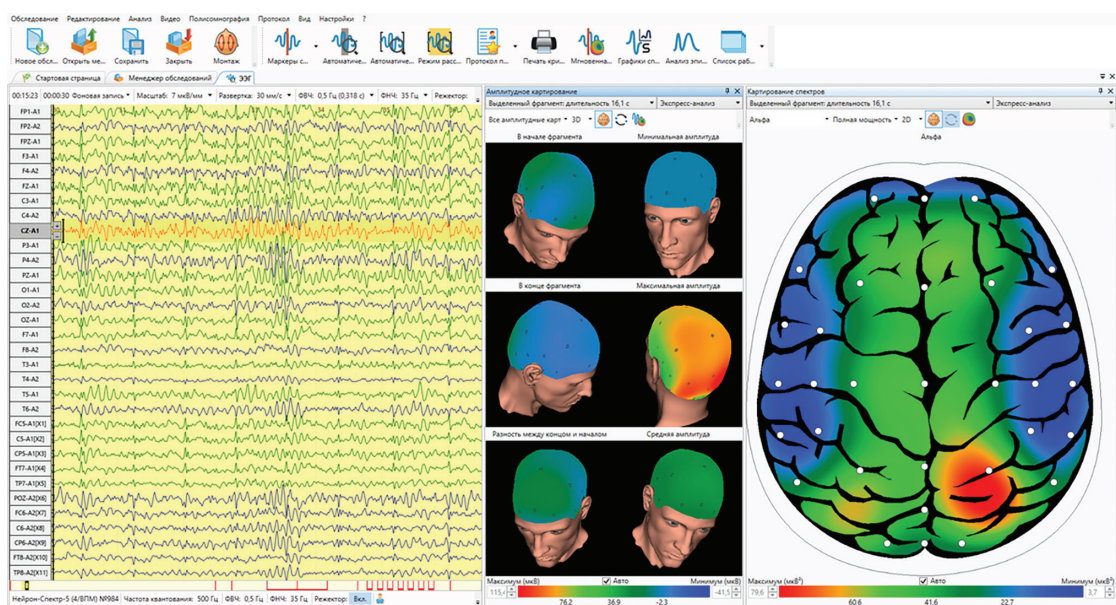 Обследование Редактирование Анализ Видео Полисомнография Протокол Вид Настройки ?
Новое обсл... Открыть ме... Сохранить Закрыть Монтаж Маркеры с... Автоматиче... Автоматиче... Режим расс... Протокол п... Печать кри... Мгновенна... Графики сп... Анализ эпи... Список раб...
Стартовая страница Менеджер обследований ЭЭГ
00:15:23 00:00:30 Фоновая запись Масштаб: 7 мкВ/мм Развертка: 30 мм/с ФВЧ: 0,5 Гц (0,318 с) ФНЧ: 35 Гц Режектор:
FP1-A1
FP2-A2
FPZ-A1
F3-A1
F4-A2
FZ-A1
C3-A1
C4-A2
CZ-A1
P3-A1
P4-A2
PZ-A1
O1-A1
O2-A2
OZ-A1
F7-A1
F8-A2
T3-A1
T4-A2
T5-A1
T6-A2
FC5-A1[X1]
C5-A1[X2]
CP5-A1[X3]
FT7-A1[X4]
TP7-A1[X5]
POZ-A2[X6]
FC6-A2[X7]
C6-A2[X8]
CP6-A2[X9]
FT8-A2[X10]
TP8-A2[X11]
Нейрон-Спектр-5 (4/ВПМ) №984 Частота квантования: 500 Гц ФВЧ: 0,5 Гц ФНЧ: 35 Гц Режектор: Вкл.
Амплитудное картирование
Выделенный фрагмент: длительность 16,1 с Экспресс-анализ
Все амплитудные карт 3D
В начале фрагмента Минимальная амплитуда
В конце фрагмента Максимальная амплитуда
Разность между концом и началом Средняя амплитуда
Максимум (мкВ) Авто Минимум (мкВ)
115,4 -41,5
76.2 36.9 -2.3
Картирование спектров
Выделенный фрагмент: длительность 16,1 с Экспресс-анализ
Альфа Полная мощность 2D
Альфа
Максимум (мкВ²) Авто Минимум (мкВ²)
79,6 3,7
60.6 41.6 22.7